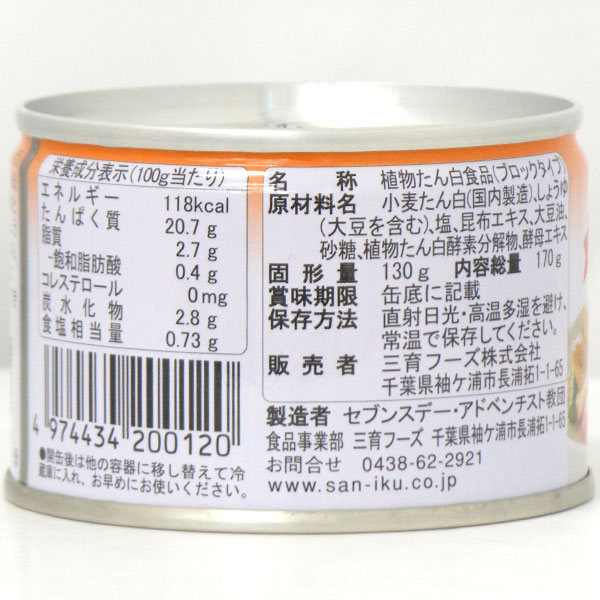 栄養成分表示(100g当たり)
エネルギー 118kcal
たんぱく質 20.7g
脂質 2.7g
-飽和脂肪酸 0.4g
コレステロール 0mg
炭水化物 2.8g
食塩相当量 0.73g
4 974434 200120
●開缶後は他の容器に移し替えて冷
蔵庫に入れ、お早めにお使いください。
名称 植物たん白食品(ブロックタイプ)
原材料名 小麦たん白(国内製造)、しょうゆ
(大豆を含む)、塩、昆布エキス、大豆油、
砂糖、植物たん白酵素分解物、酵母エキス
固形量 130g 内容総量 170g
賞味期限 缶底に記載
保存方法 直射日光・高温多湿を避け、
常温で保存してください。
販売者 三育フーズ株式会社
千葉県袖ケ浦市長浦拓1-1-65
製造者 セブンスデー・アドベンチスト教団
食品事業部 三育フーズ 千葉県袖ケ浦市長浦拓1-1-65
お問合せ 0438-62-2921
www.san-iku.co.jp